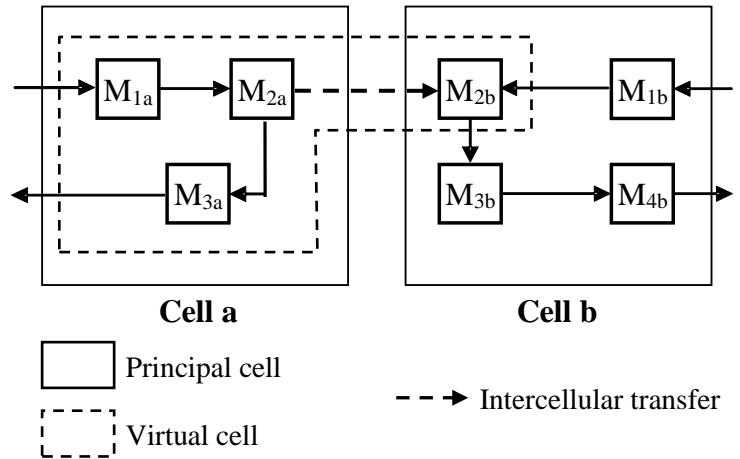 M1a M2a M2b M1b
M3a M3b M4b
Cell a Cell b
Principal cell
Intercellular transfer
Virtual cell